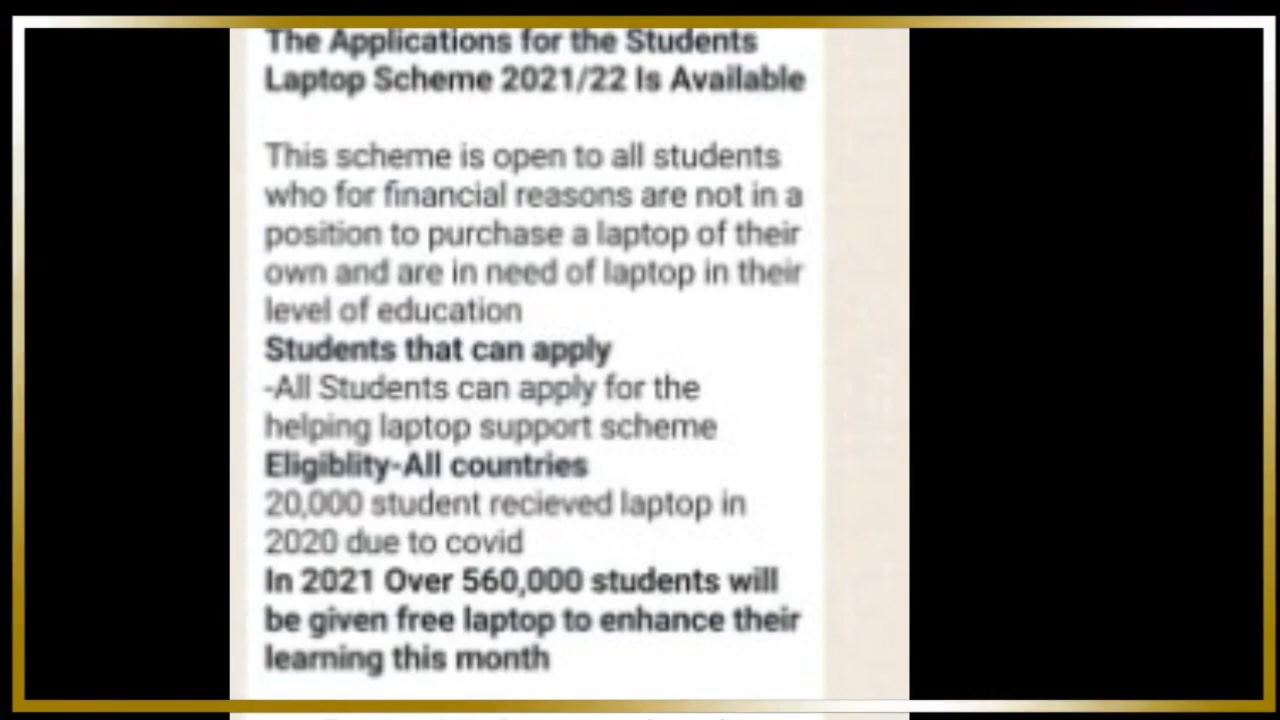 The Applications for the Students
Laptop Scheme 2021/22 Is Available
This scheme is open to all students
who for financial reasons are not in a
position to purchase a laptop of their
own and are in need of laptop in their
level of education
Students that can apply
-All Students can apply for the
helping laptop support scheme
Eligiblity-All countries
20,000 student recieved laptop in
2020 due to covid
In 2021 Over 560,000 students will
be given free laptop to enhance their
learning this month